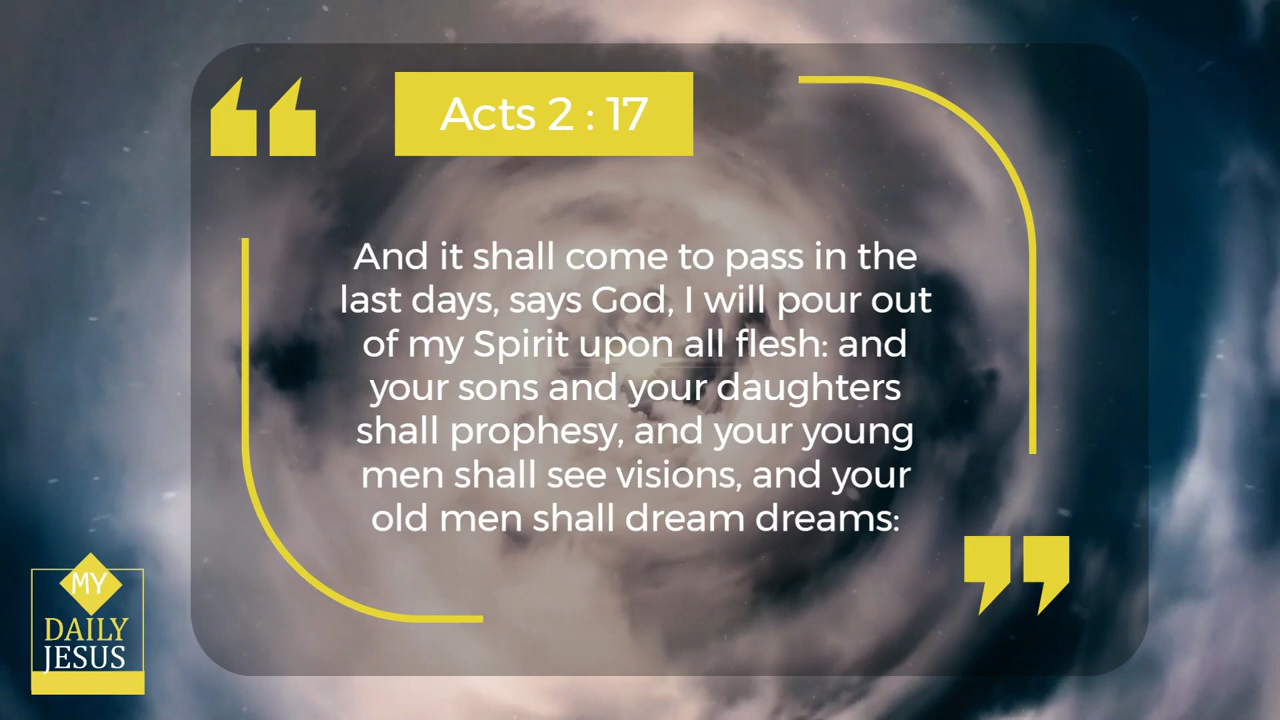 Acts 2 : 17
And it shall come to pass in the
last days, says God, I will pour out
of my Spirit upon all flesh: and
your sons and your daughters
shall prophesy, and your young
men shall see visions, and your
old men shall dream dreams:
MY
DAILY
JESUS